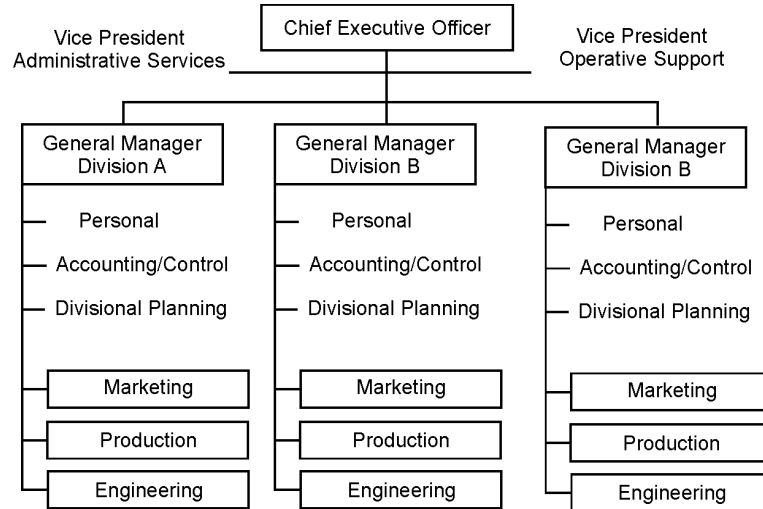 Chief Executive Officer
Vice President
Administrative Services
Vice President
Operative Support
General Manager
Division A
Personal
Accounting/Control
Divisional Planning
Marketing
Production
Engineering
General Manager
Division B
Personal
Accounting/Control
Divisional Planning
Marketing
Production
Engineering
General Manager
Division B
Personal
Accounting/Control
Divisional Planning
Marketing
Production
Engineering